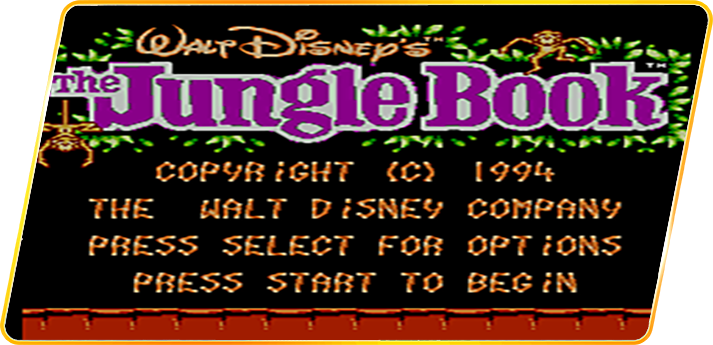 Walt Disney's™
The Jungle Book™
COPYRiGHT (C) 1994
THE WALT DiSNEY COMPANY
PRESS SELECT FOR OPTiONS
PRESS START TO BEGiN